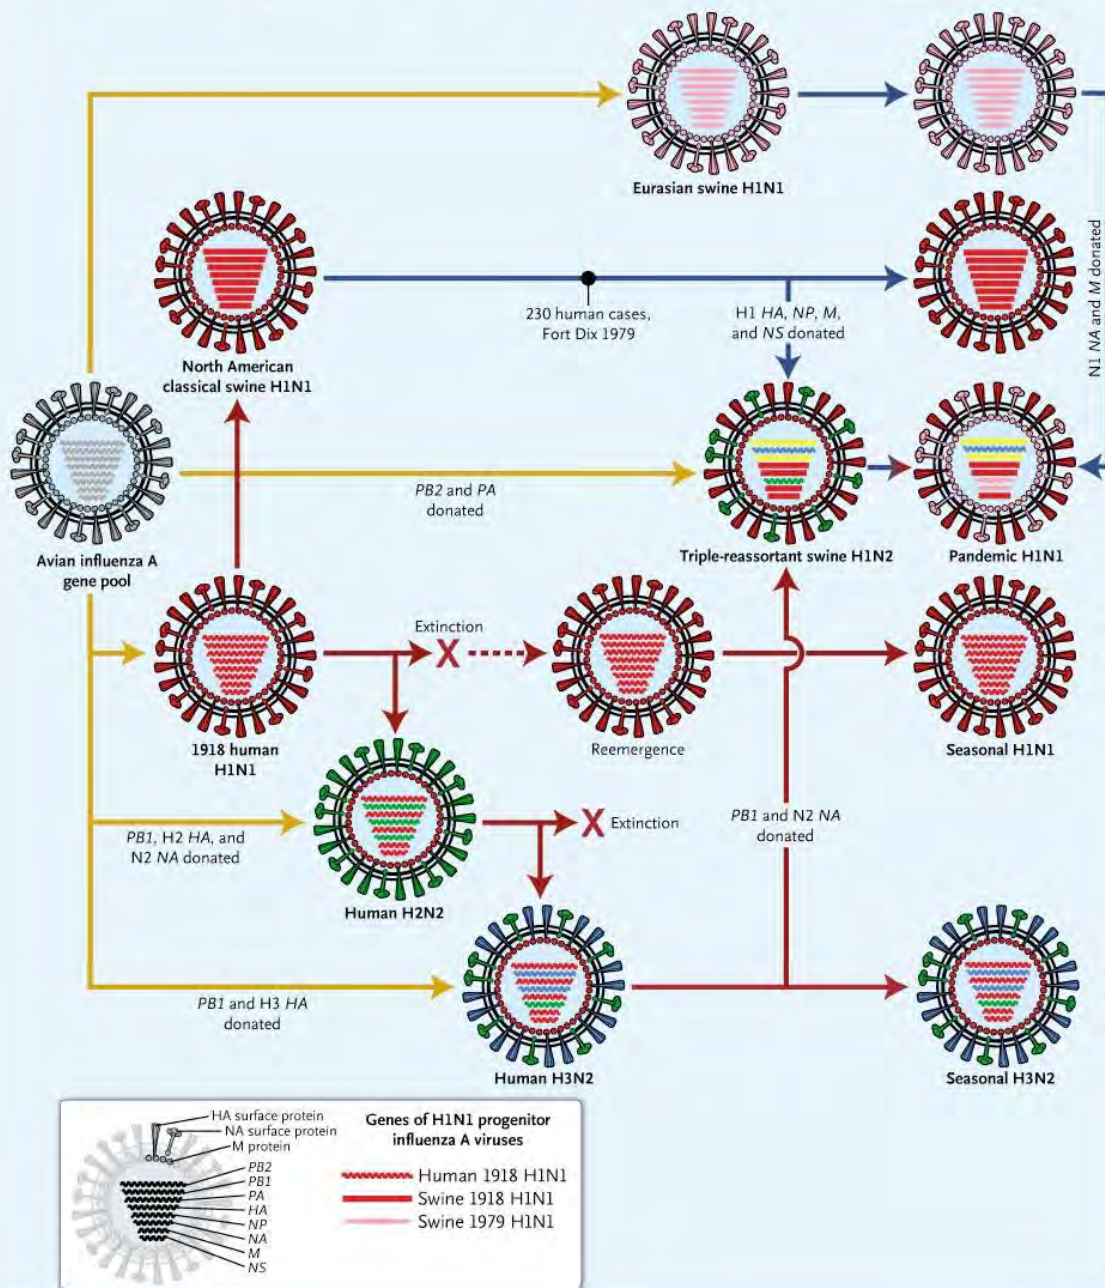 Eurasian swine H1N1
N1 NA and M donated
230 human cases,
Fort Dix 1979
H1 HA, NP, M,
and NS donated
North American
classical swine H1N1
PB2 and PA
donated
Avian influenza A
gene pool
Triple-reassortant swine H1N2
Pandemic H1N1
Extinction
X
1918 human
H1N1
Reemergence
Seasonal H1N1
PB1, H2 HA, and
N2 NA donated
X Extinction
PB1 and N2 NA
donated
Human H2N2
PB1 and H3 HA
donated
Human H3N2
Seasonal H3N2
HA surface protein
NA surface protein
M protein
PB2
PB1
PA
HA
NP
NA
M
NS
Genes of H1N1 progenitor
influenza A viruses
Human 1918 H1N1
Swine 1918 H1N1
Swine 1979 H1N1